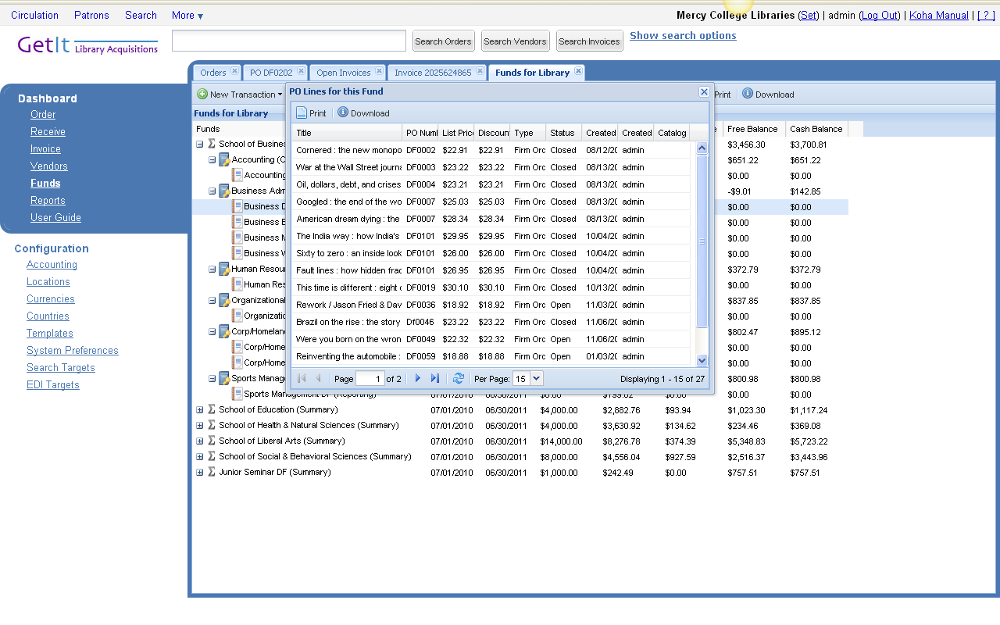 Circulation Patrons Search More ▼ Mercy College Libraries (Set) | admin (Log Out) | Koha Manual | [ ? ]
GetIt Library Acquisitions Search Orders Search Vendors Search Invoices Show search options
Orders PO DF0202 Open Invoices Invoice 2025624865 Funds for Library
Dashboard
Order
Receive
Invoice
Vendors
Funds
Reports
User Guide
Configuration
Accounting
Locations
Currencies
Countries
Templates
System Preferences
Search Targets
EDI Targets
New Transaction Print Download
Funds for Library
Funds Free Balance Cash Balance
School of Busines $3,456.30 $3,700.81
Accounting (C $651.22 $651.22
Accounting $0.00 $0.00
Business Adm -$9.01 $142.85
Business D $0.00 $0.00
Business E $0.00 $0.00
Business M $0.00 $0.00
Business W $0.00 $0.00
Human Resou $372.79 $372.79
Human Res $0.00 $0.00
Organizational $837.85 $837.85
Organizatio $0.00 $0.00
Corp/Homelan $802.47 $895.12
Corp/Home $0.00 $0.00
Corp/Home $0.00 $0.00
Sports Manag $800.98 $800.98
Sports Management DF (Reporting) 07/01/2010 06/30/2011 $0.00 $199.02 $0.00 $0.00 $0.00
School of Education (Summary) 07/01/2010 06/30/2011 $4,000.00 $2,882.76 $93.94 $1,023.30 $1,117.24
School of Health & Natural Sciences (Summary) 07/01/2010 06/30/2011 $4,000.00 $3,630.92 $134.62 $234.46 $369.08
School of Liberal Arts (Summary) 07/01/2010 06/30/2011 $14,000.00 $8,276.78 $374.39 $5,348.83 $5,723.22
School of Social & Behavioral Sciences (Summary) 07/01/2010 06/30/2011 $8,000.00 $4,556.04 $927.59 $2,516.37 $3,443.96
Junior Seminar DF (Summary) 07/01/2010 06/30/2011 $1,000.00 $242.49 $0.00 $757.51 $757.51
PO Lines for this Fund
Print Download
Title PO Num List Price Discoun Type Status Created Created Catalog
Cornered : the new monopo DF0002 $22.91 $22.91 Firm Orc Closed 08/12/20 admin
War at the Wall Street journa DF0003 $23.22 $23.22 Firm Orc Closed 08/13/20 admin
Oil, dollars, debt, and crises DF0004 $23.21 $23.21 Firm Orc Closed 08/13/20 admin
Googled : the end of the wo DF0007 $25.03 $25.03 Firm Orc Closed 08/13/20 admin
American dream dying : the DF0007 $28.34 $28.34 Firm Orc Closed 08/13/20 admin
The India way : how India's DF0101 $29.95 $29.95 Firm Orc Closed 10/04/20 admin
Sixty to zero : an inside look DF0101 $26.00 $26.00 Firm Orc Closed 10/04/20 admin
Fault lines : how hidden frac DF0101 $26.95 $26.95 Firm Orc Closed 10/04/20 admin
This time is different : eight c DF0019 $30.10 $30.10 Firm Orc Closed 10/13/20 admin
Rework / Jason Fried & Dav DF0036 $18.92 $18.92 Firm Orc Open 11/03/20 admin
Brazil on the rise : the story Df0046 $23.22 $23.22 Firm Orc Closed 11/06/20 admin
Were you born on the wron DF0049 $22.32 $22.32 Firm Orc Open 11/06/20 admin
Reinventing the automobile : DF0059 $18.88 $18.88 Firm Orc Open 01/03/20 admin
Page 1 of 2 Per Page: 15 Displaying 1 - 15 of 27